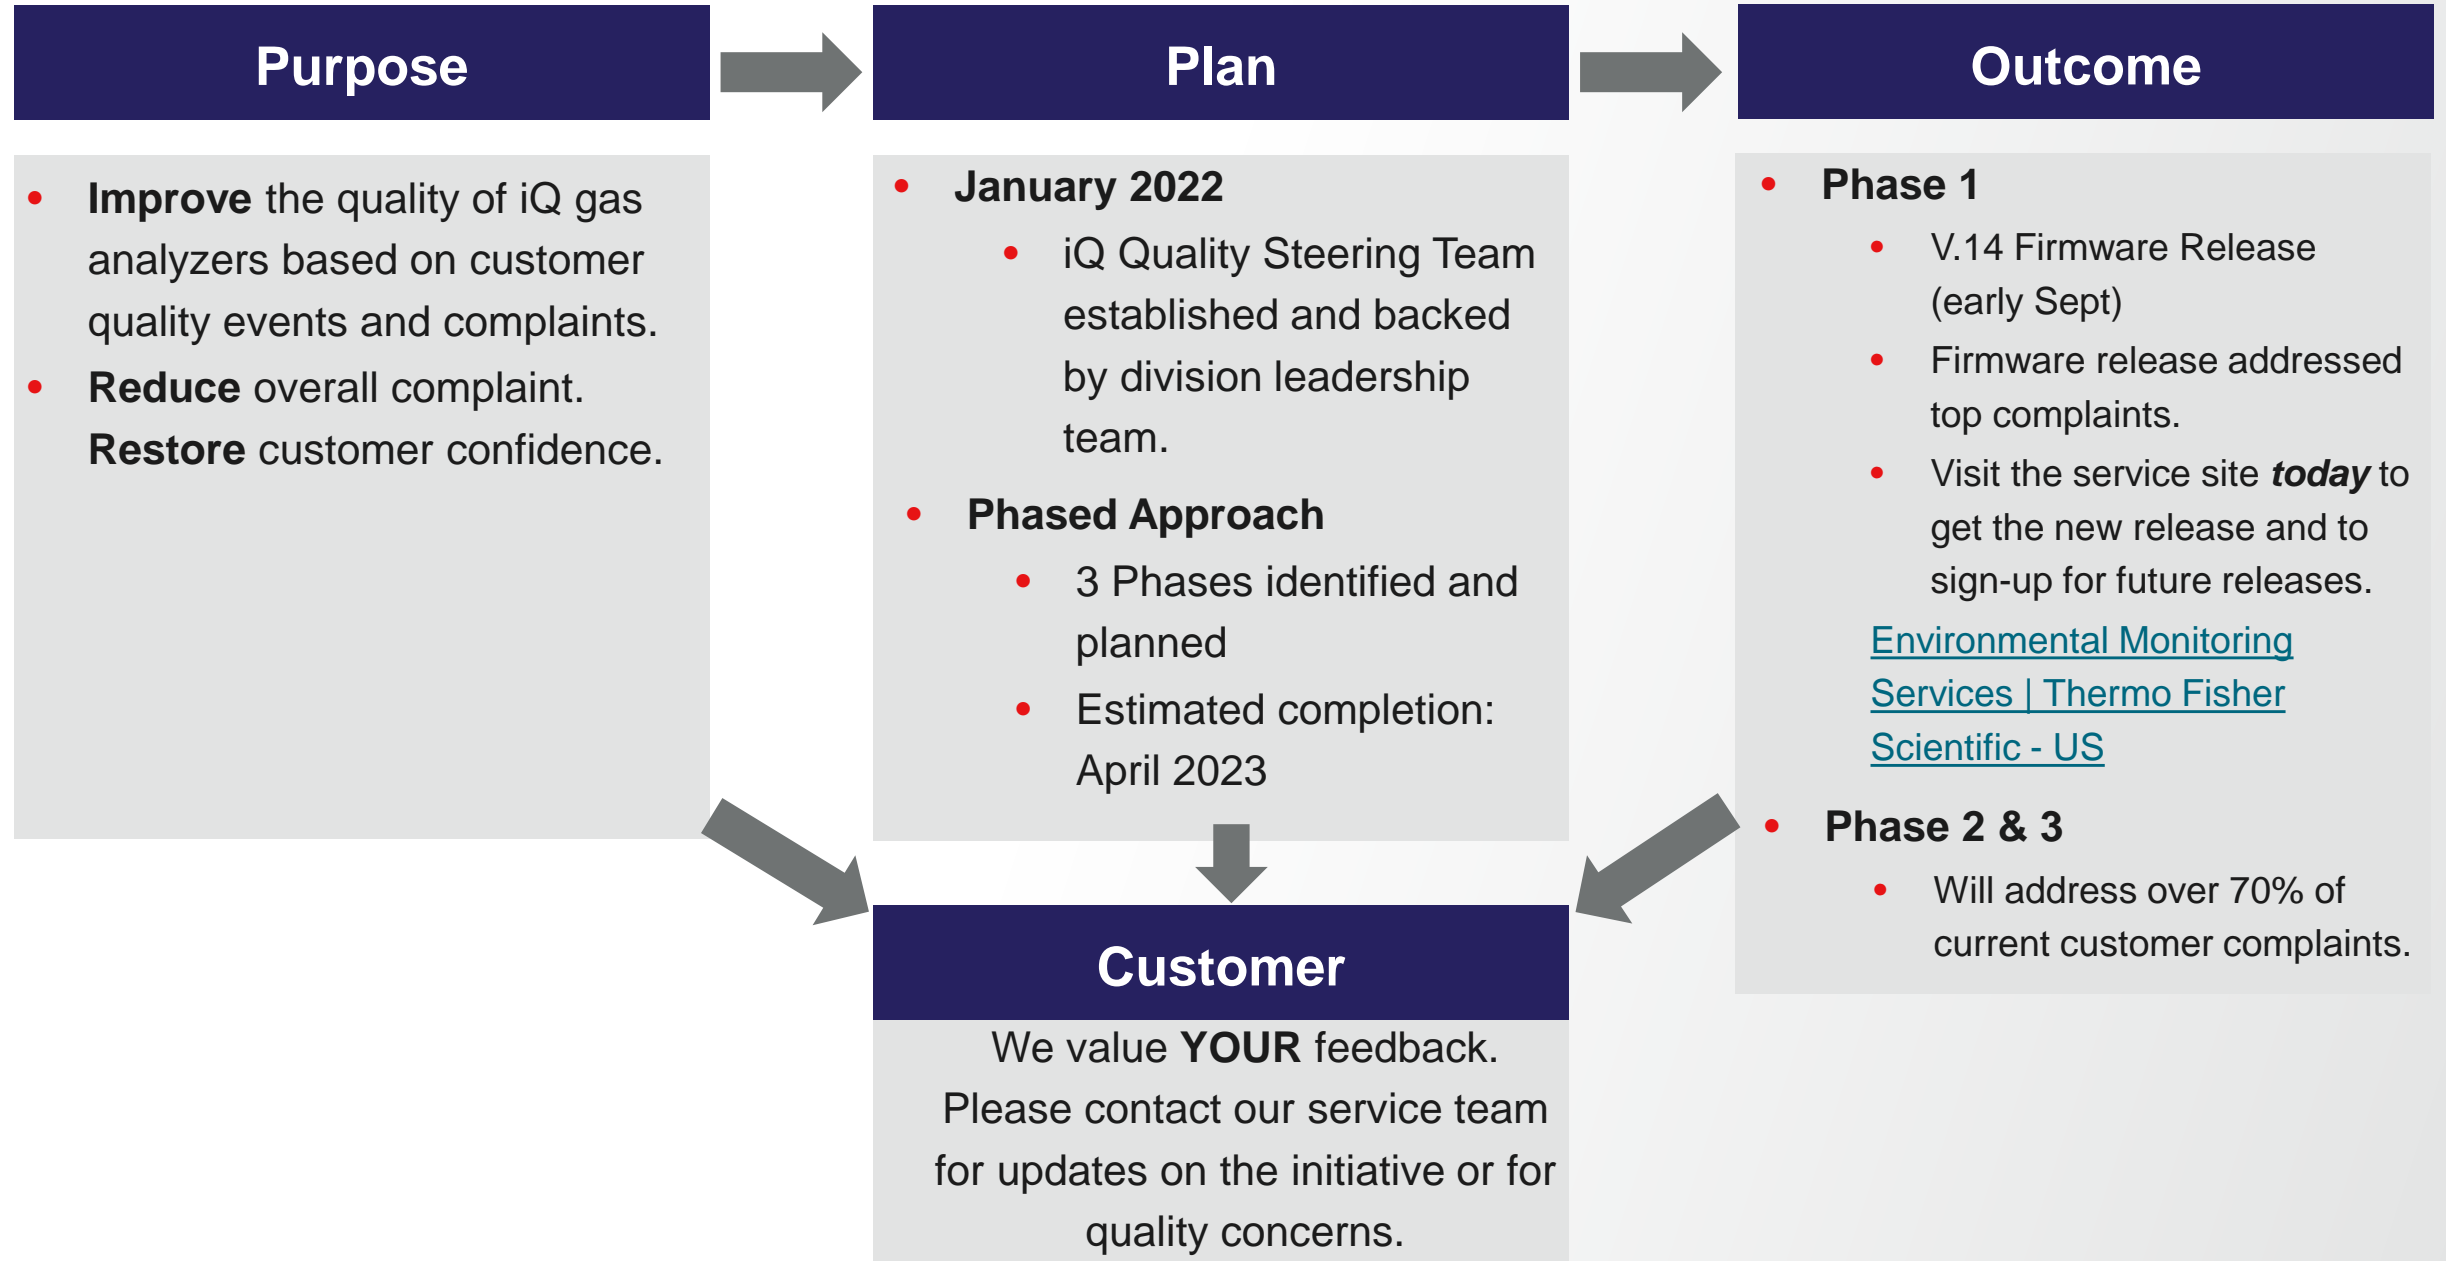 Purpose
Improve the quality of iQ gas
analyzers based on customer
quality events and complaints.
Reduce overall complaint.
Restore customer confidence.
Plan
January 2022
iQ Quality Steering Team
established and backed
by division leadership
team.
Phased Approach
3 Phases identified and
planned
Estimated completion:
April 2023
Outcome
Phase 1
V.14 Firmware Release
(early Sept)
Firmware release addressed
top complaints.
Visit the service site today to
get the new release and to
sign-up for future releases.
Environmental Monitoring
Services | Thermo Fisher
Scientific - US
Phase 2 & 3
Will address over 70% of
current customer complaints.
Customer
We value YOUR feedback.
Please contact our service team
for updates on the initiative or for
quality concerns.